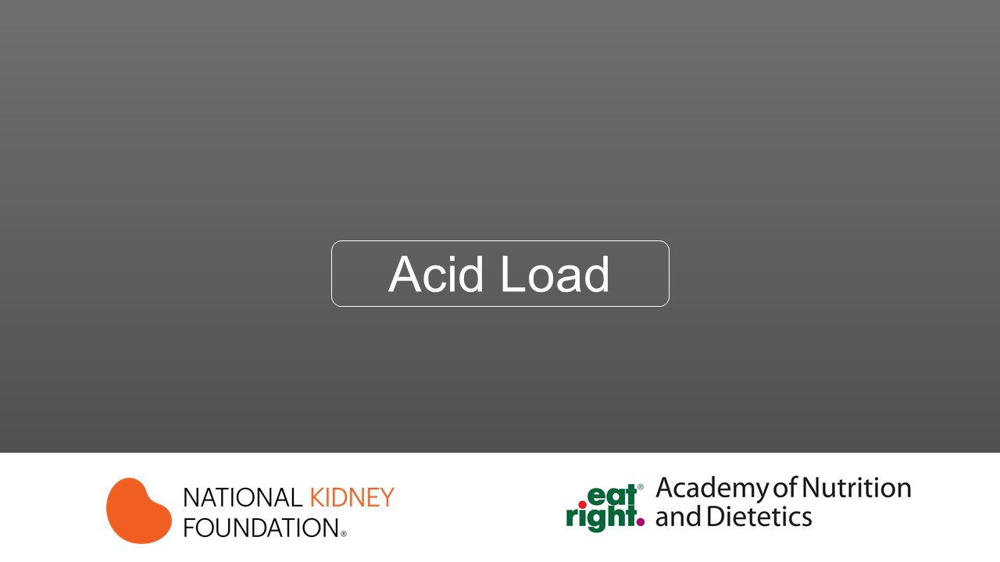 Acid Load
NATIONAL KIDNEY
FOUNDATION®
eat®
right.
Academy of Nutrition
and Dietetics